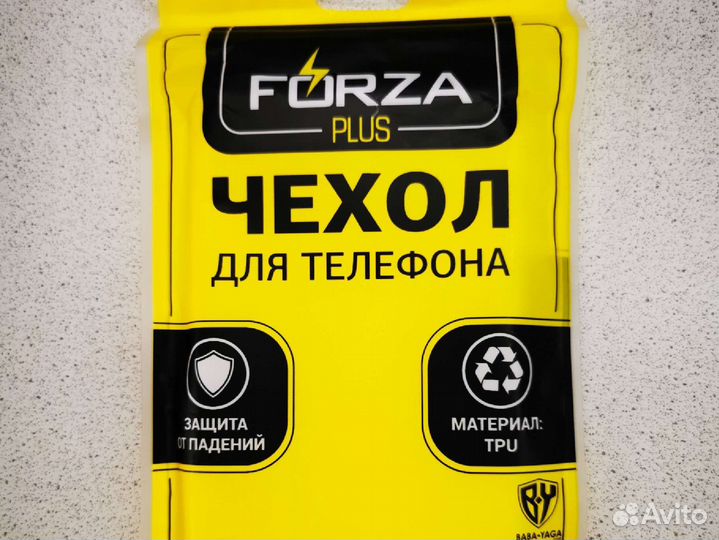 FORZA
PLUS
ЧЕХОЛ
ДЛЯ ТЕЛЕФОНА
ЗАЩИТА
ОТ ПАДЕНИЙ
МАТЕРИАЛ:
TPU
B·Y
BABA-YAGA
Avito